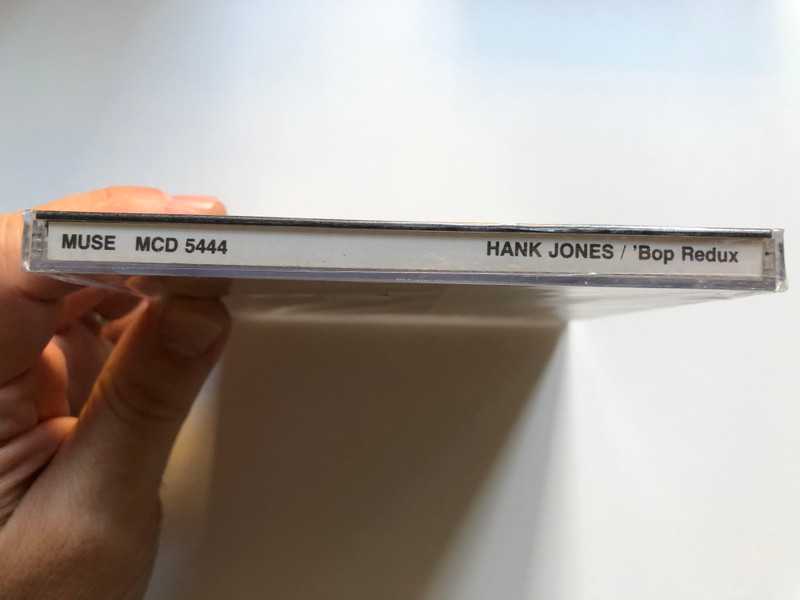 MUSE MCD 5444 HANK JONES / 'Bop Redux